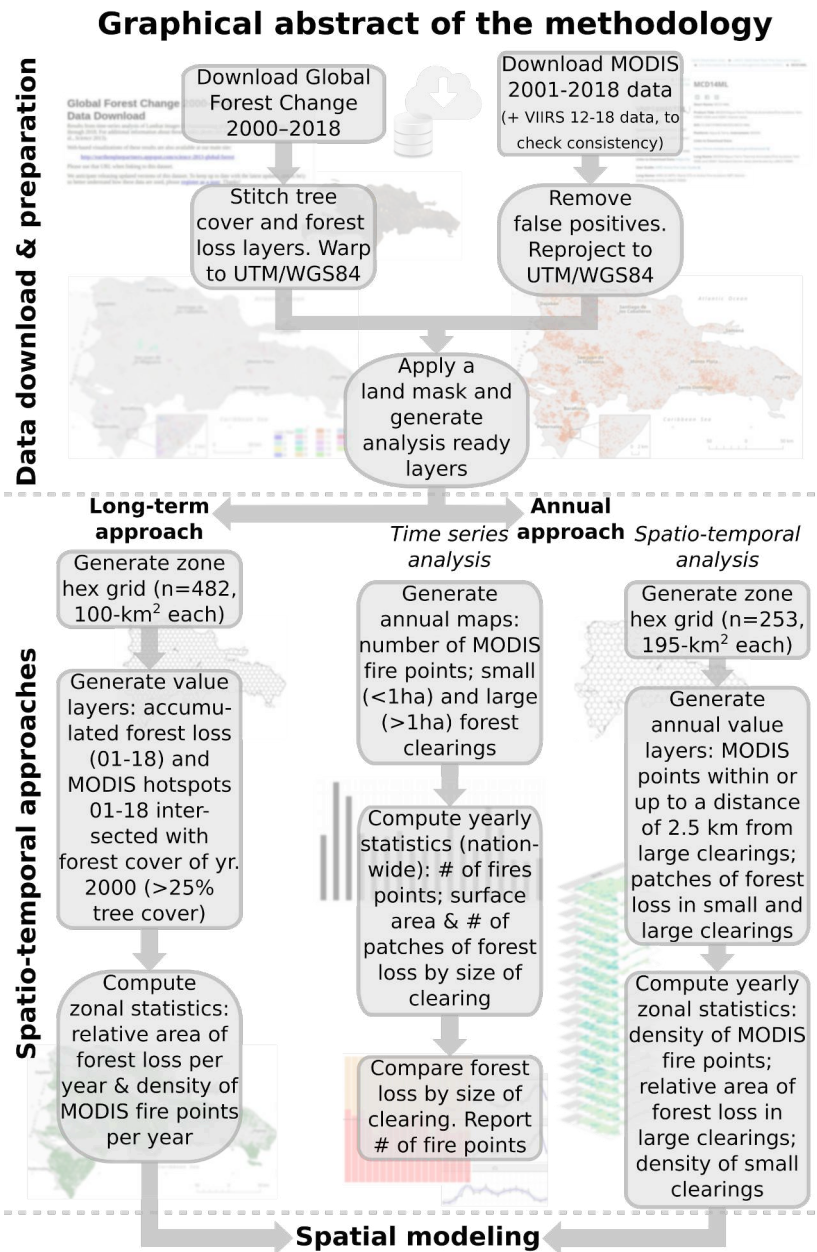 Graphical abstract of the methodology
Data download & preparation
Download Global
Forest Change
2000–2018
Download MODIS
2001-2018 data
(+ VIIRS 12-18 data, to
check consistency)
Global Forest Change
Data Download
MCD14ML
Stitch tree
cover and forest
loss layers. Warp
to UTM/WGS84
Remove
false positives.
Reproject to
UTM/WGS84
Atlantic Ocean
Caribbean Sea
Apply a
land mask and
generate
analysis ready
layers
Spatio-temporal approaches
Long-term
approach
Annual
approach
Generate zone
hex grid (n=482,
100-km² each)
Generate value
layers: accumu-
lated forest loss
(01-18) and
MODIS hotspots
01-18 inter-
sected with
forest cover of yr.
2000 (>25%
tree cover)
Compute
zonal statistics:
relative area of
forest loss per
year & density of
MODIS fire points
per year
Time series
analysis
Generate
annual maps:
number of MODIS
fire points; small
(<1ha) and large
(>1ha) forest
clearings
Compute yearly
statistics (nation-
wide): # of fires
points; surface
area & # of
patches of forest
loss by size of
clearing
Compare forest
loss by size of
clearing. Report
# of fire points
Spatio-temporal
analysis
Generate zone
hex grid (n=253,
195-km² each)
Generate
annual value
layers: MODIS
points within or
up to a distance
of 2.5 km from
large clearings;
patches of forest
loss in small and
large clearings
Compute yearly
zonal statistics:
density of MODIS
fire points;
relative area of
forest loss in
large clearings;
density of small
clearings
Spatial modeling